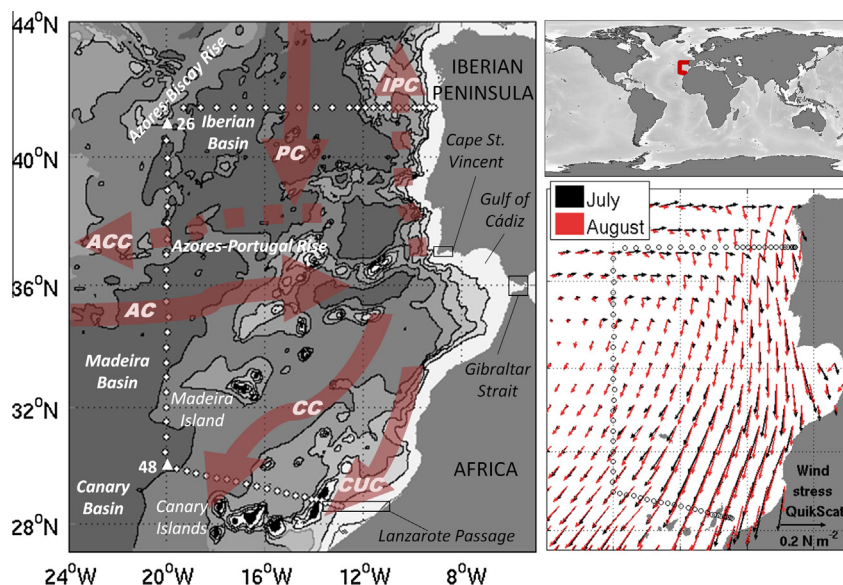 44°N
40°N
36°N
32°N
28°N
24°W
20°W
16°W
12°W
8°W
Azores-Biscay Rise
26
Iberian
Basin
PC
IPC
IBERIAN
PENINSULA
Cape St.
Vincent
Gulf of
Cádiz
ACC
Azores-Portugal Rise
AC
Gibraltar
Strait
Madeira
Basin
Madeira
Island
CC
48
CUC
AFRICA
Canary
Basin
Canary
Islands
Lanzarote Passage
July
August
Wind
stress
QuikScat
0.2 N m-2